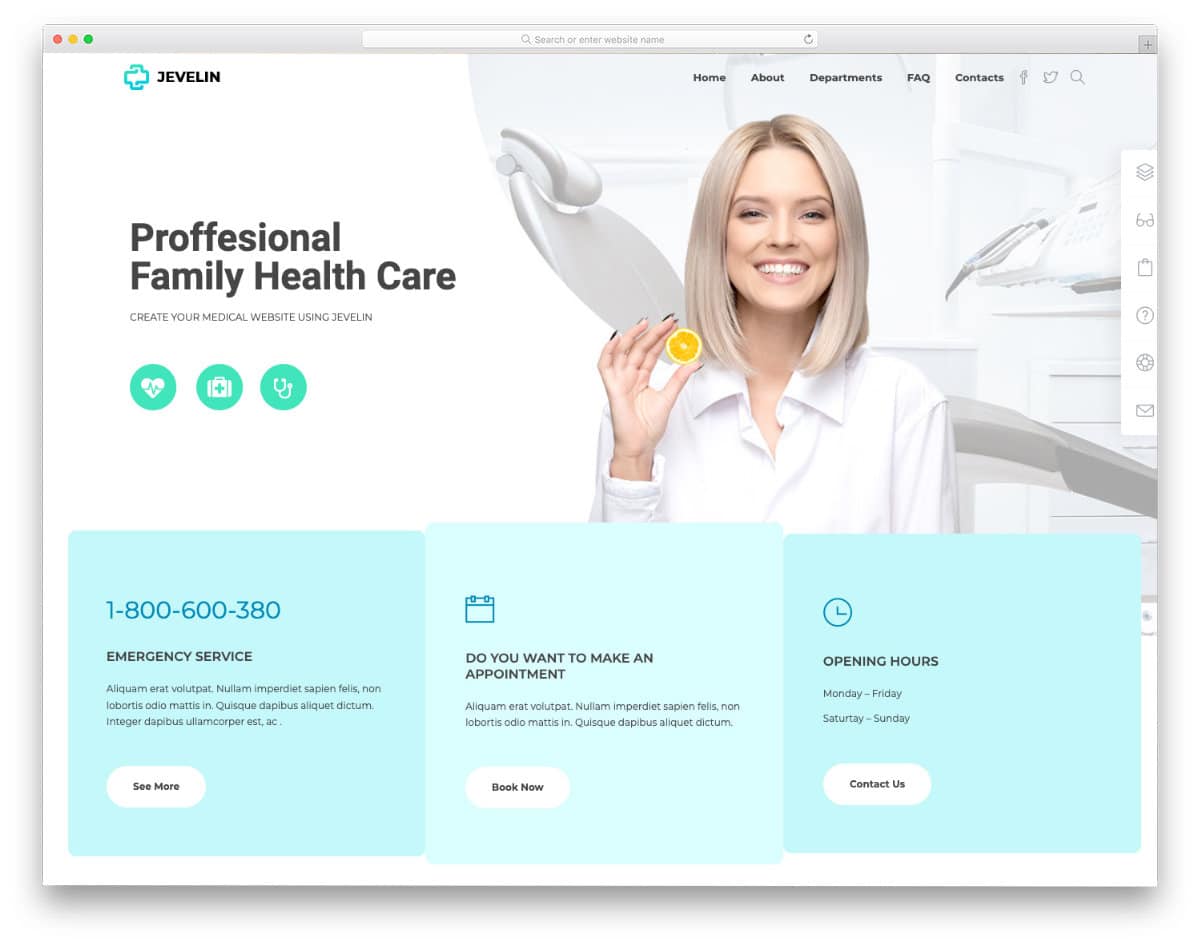 Search or enter website name
JEVELIN
Home About Departments FAQ Contacts
Proffesional
Family Health Care
CREATE YOUR MEDICAL WEBSITE USING JEVELIN
1-800-600-380
EMERGENCY SERVICE
Aliquam erat volutpat. Nullam imperdiet sapien felis, non
lobortis odio mattis in. Quisque dapibus aliquet dictum.
Integer dapibus ullamcorper est, ac .
See More
DO YOU WANT TO MAKE AN
APPOINTMENT
Aliquam erat volutpat. Nullam imperdiet sapien felis, non
lobortis odio mattis in. Quisque dapibus aliquet dictum.
Book Now
OPENING HOURS
Monday – Friday
Saturtay – Sunday
Contact Us